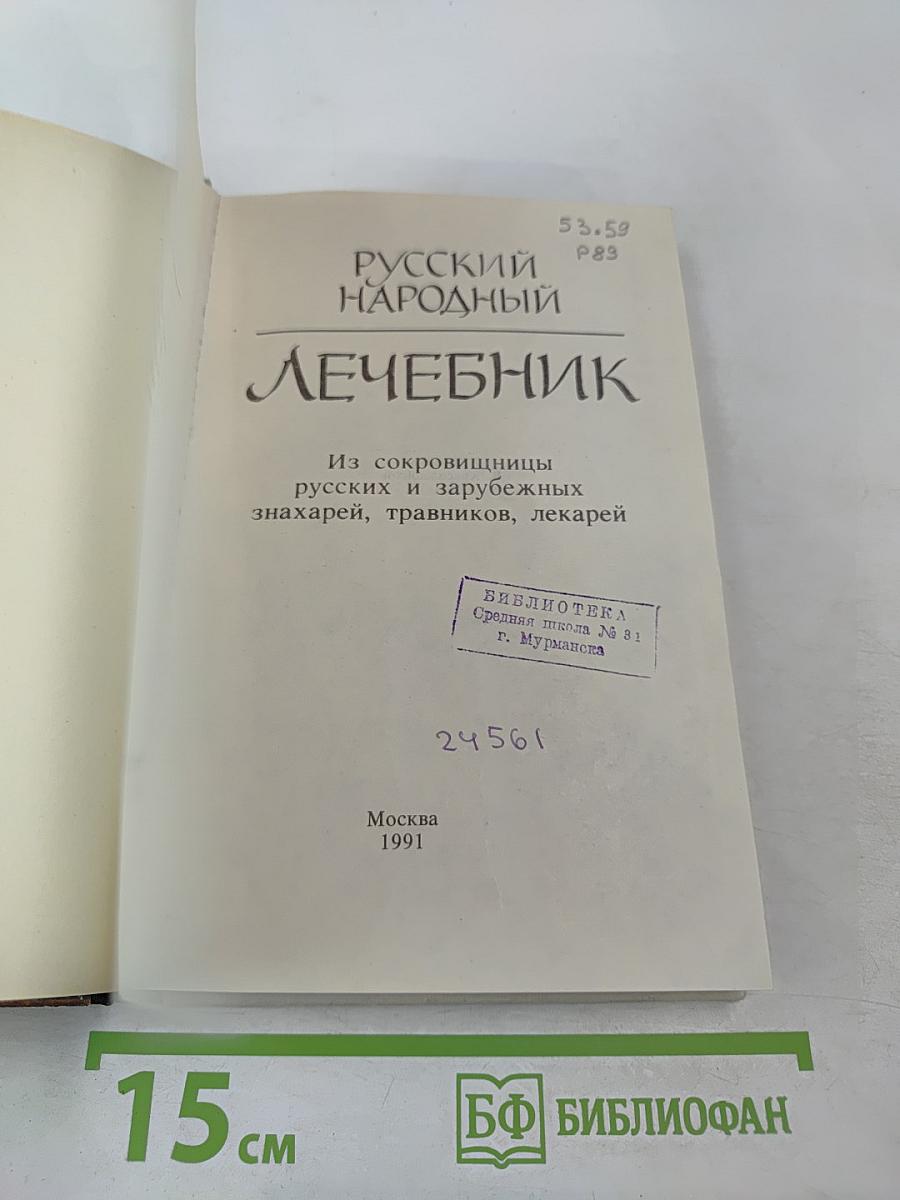 53.59
Р83
РУССКИЙ
НАРОДНЫЙ
ЛЕЧЕБНИК
Из сокровищницы
русских и зарубежных
знахарей, травников, лекарей
БИБЛИОТЕКА
Средняя школа № 31
г. Мурманска
24561
Москва
1991
15 см
БФ БИБЛИОФАН